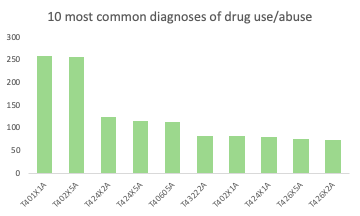 10 most common diagnoses of drug use/abuse
300
250
200
150
100
50
0
T401X1A
T402X5A
T424X2A
T424X5A
T40605A
T43222A
T402X1A
T424X1A
T426X5A
T426X2A